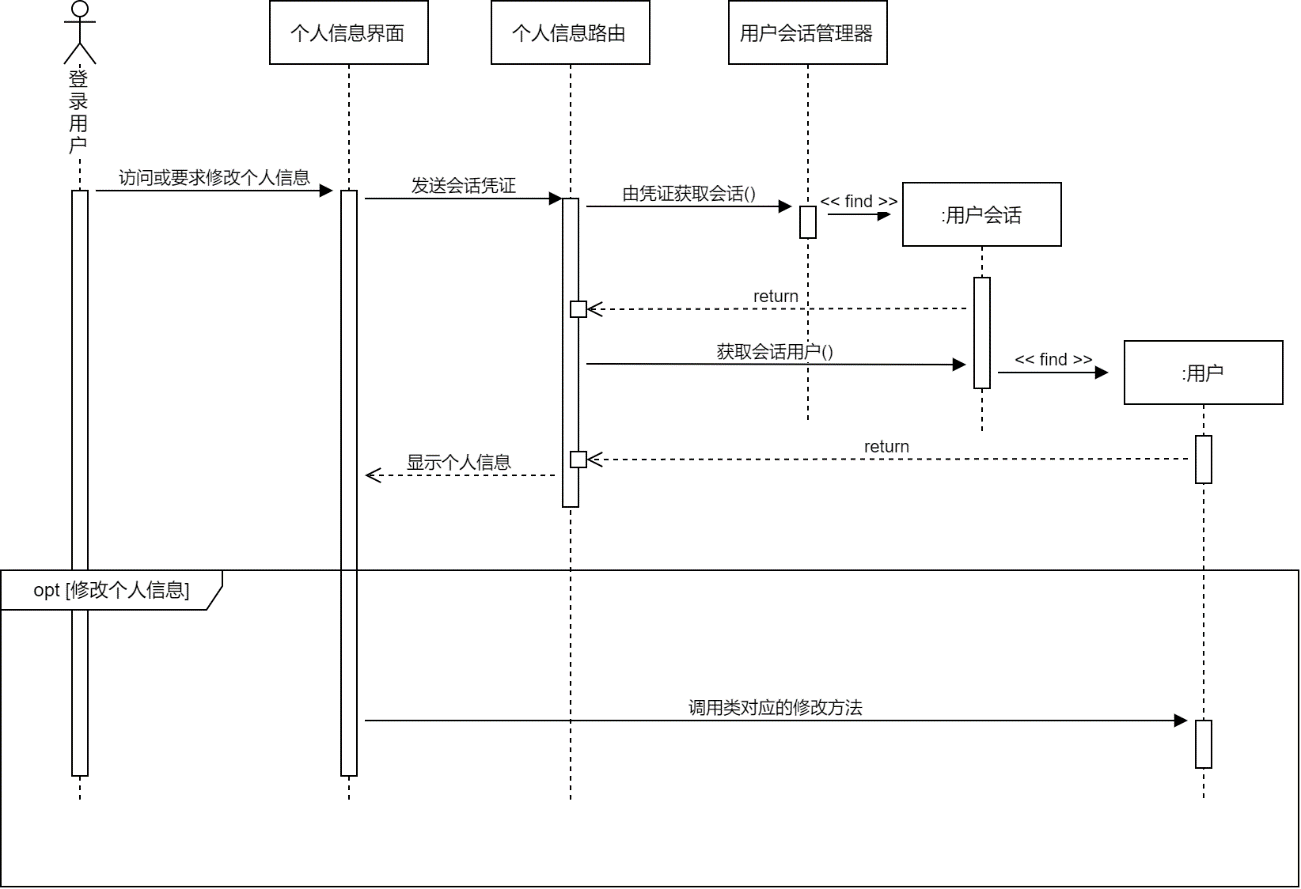 个人信息界面
个人信息路由
用户会话管理器
登
录
用
户
访问或要求修改个人信息
发送会话凭证
由凭证获取会话()
<< find >>
:用户会话
return
获取会话用户()
<< find >>
:用户
return
显示个人信息
opt [修改个人信息]
调用类对应的修改方法